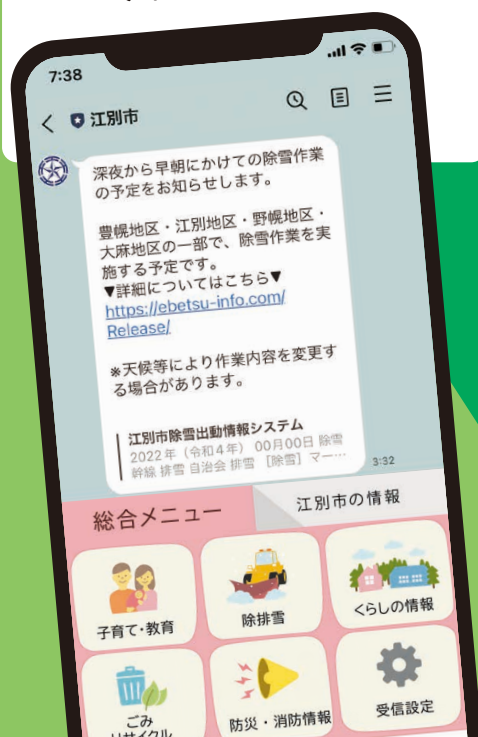 7:38
江別市
深夜から早朝にかけての除雪作業
の予定をお知らせします。
豊幌地区・江別地区・野幌地区・
大麻地区の一部で、除雪作業を実
施する予定です。
▼詳細についてはこちら▼
https://ebetsu-info.com/
Release/
※天候等により作業内容を変更す
る場合があります。
江別市除雪出動情報システム
2022年（令和4年） 00月00日 除雪
幹線 排雪 自治会 排雪 ［除雪］マー…
3:32
総合メニュー
江別市の情報
子育て・教育
除排雪
くらしの情報
ごみ
リサイクル
防災・消防情報
受信設定